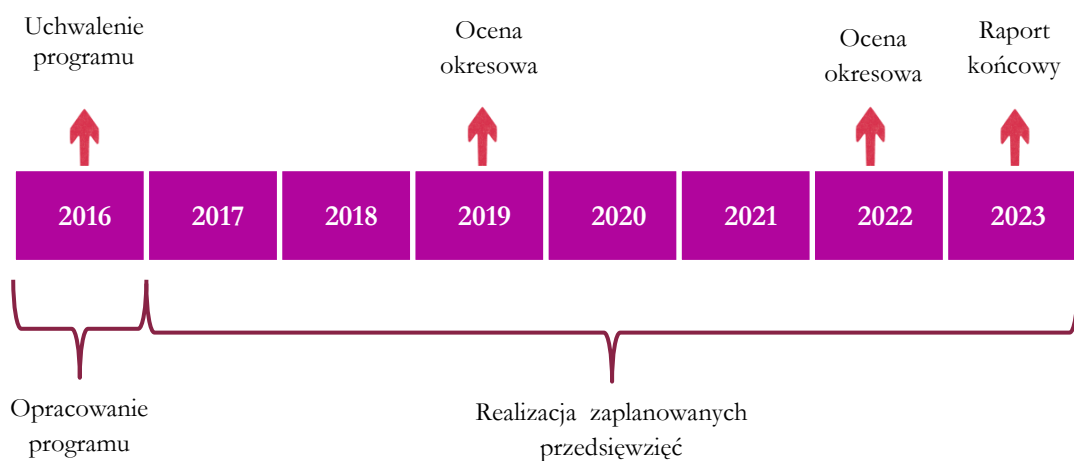 Uchwalenie
programu
Ocena
okresowa
Ocena
okresowa
Raport
końcowy
2016
2017
2018
2019
2020
2021
2022
2023
Opracowanie
programu
Realizacja zaplanowanych
przedsięwzięć